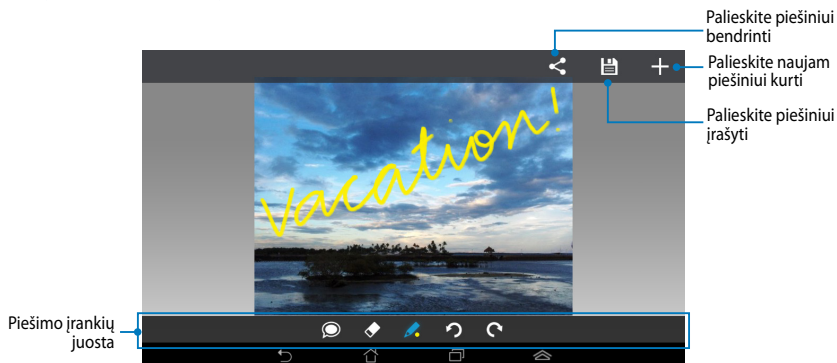 Palieskite piešiniui
bendrinti
Palieskite naujam
piešiniui kurti
Palieskite piešiniui
įrašyti
Vacation!
Piešimo įrankių
juosta